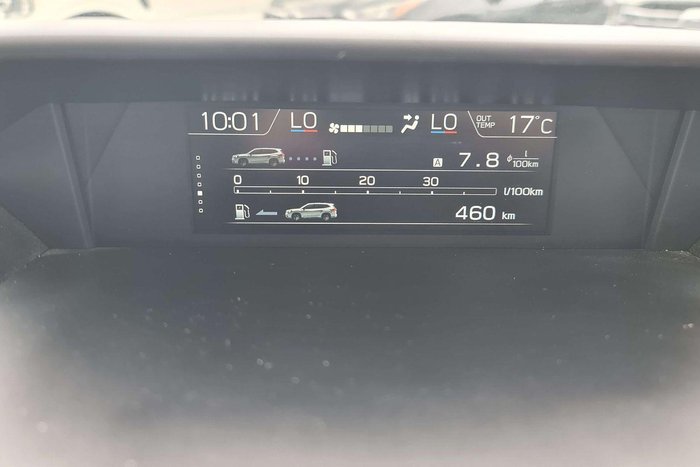 10:01 LO LO OUT TEMP 17°C
A 7.8 ϕ l/100km
0 10 20 30 l/100km
460 km